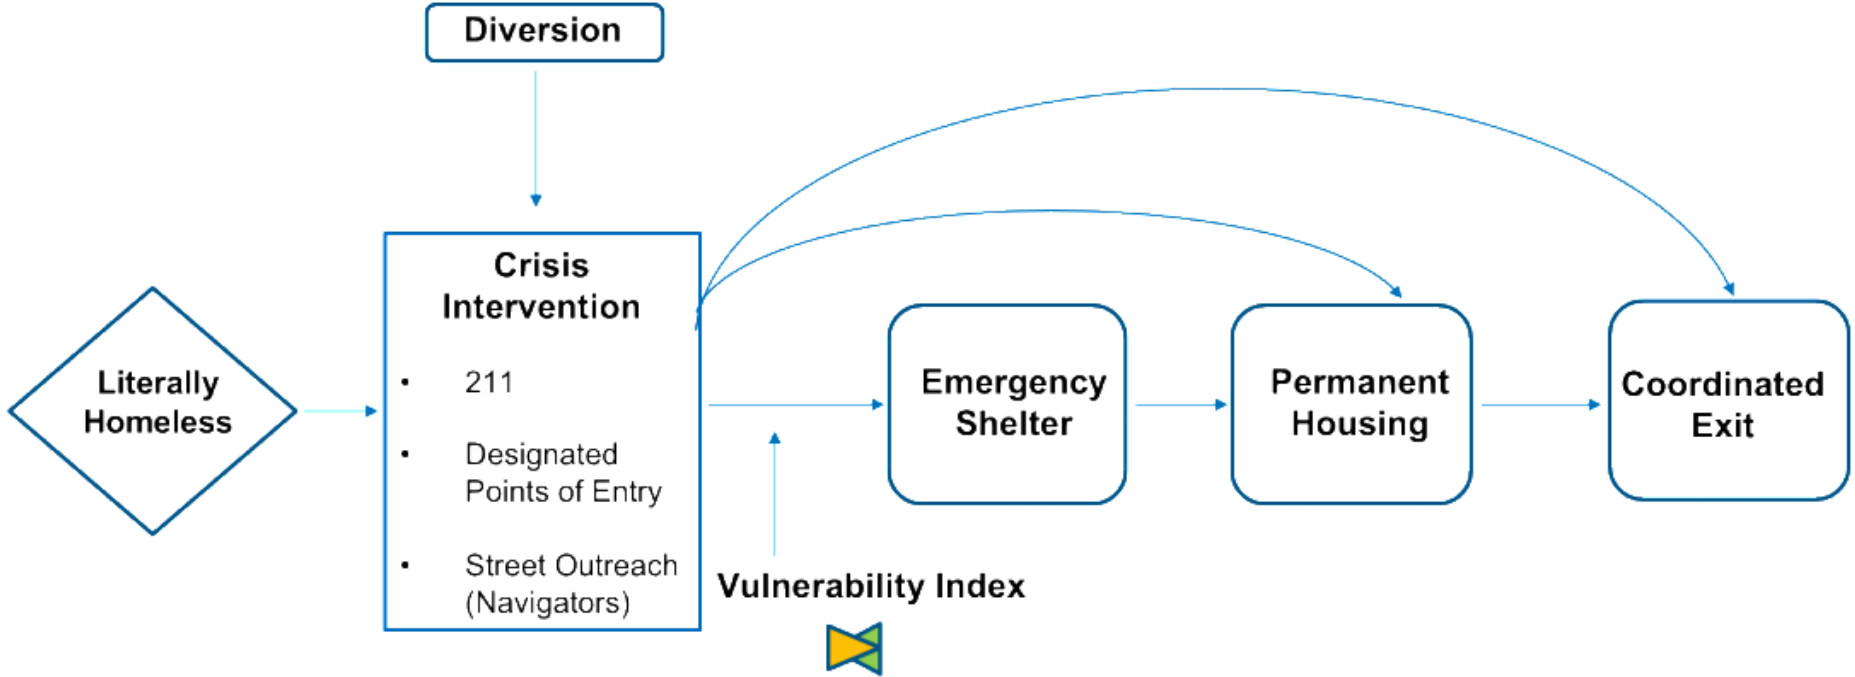 Diversion
Crisis
Intervention
• 211
• Designated
Points of Entry
• Street Outreach
(Navigators)
Literally
Homeless
Emergency
Shelter
Permanent
Housing
Coordinated
Exit
Vulnerability Index